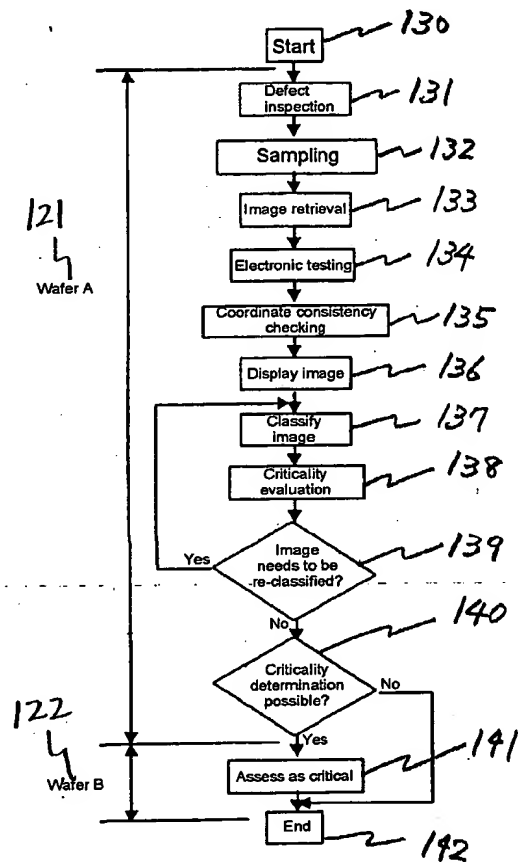 Start
130
Defect
inspection
131
Sampling
132
Image retrieval
133
121
Wafer A
Electronic testing
134
Coordinate consistency
checking
135
Display image
136
Classify
image
137
Criticality
evaluation
138
Image
needs to be
re-classified?
139
Yes
No
140
Criticality
determination
possible?
No
Yes
122
Wafer B
Assess as critical
141
End
142